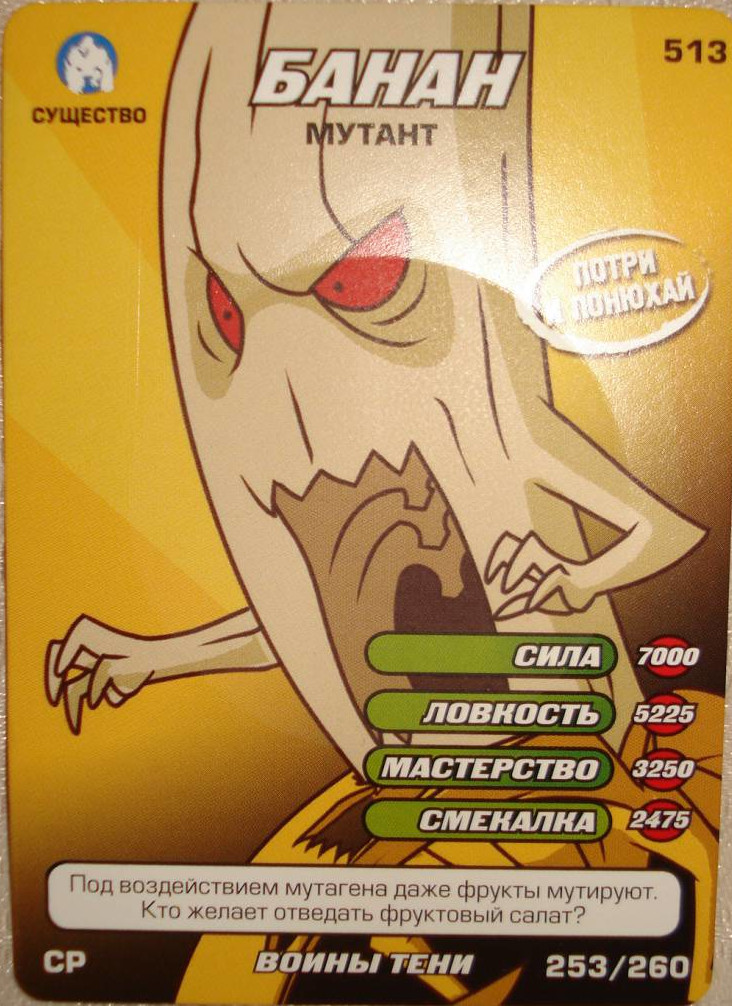 513
БАНАН
СУЩЕСТВО
МУТАНТ
ПОТРИ
И ПОНЮХАЙ
СИЛА 7000
ЛОВКОСТЬ 5225
МАСТЕРСТВО 3250
СМЕКАЛКА 2475
Под воздействием мутагена даже фрукты мутируют.
Кто желает отведать фруктовый салат?
СР ВОИНЫ ТЕНИ 253/260